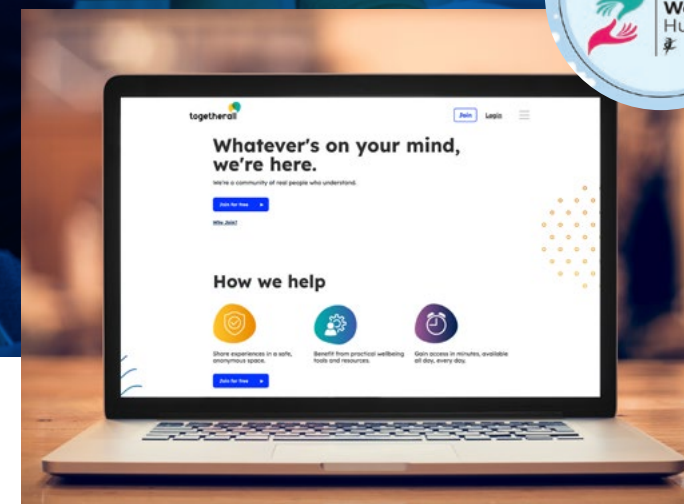 togetherall
Join Login
Whatever's on your mind,
we're here.
We're a community of real people who understand.
Join for free
Why Join?
How we help
Share experiences in a safe,
anonymous space.
Benefit from practical wellbeing
tools and resources.
Gain access in minutes, available
all day, every day.
Join for free